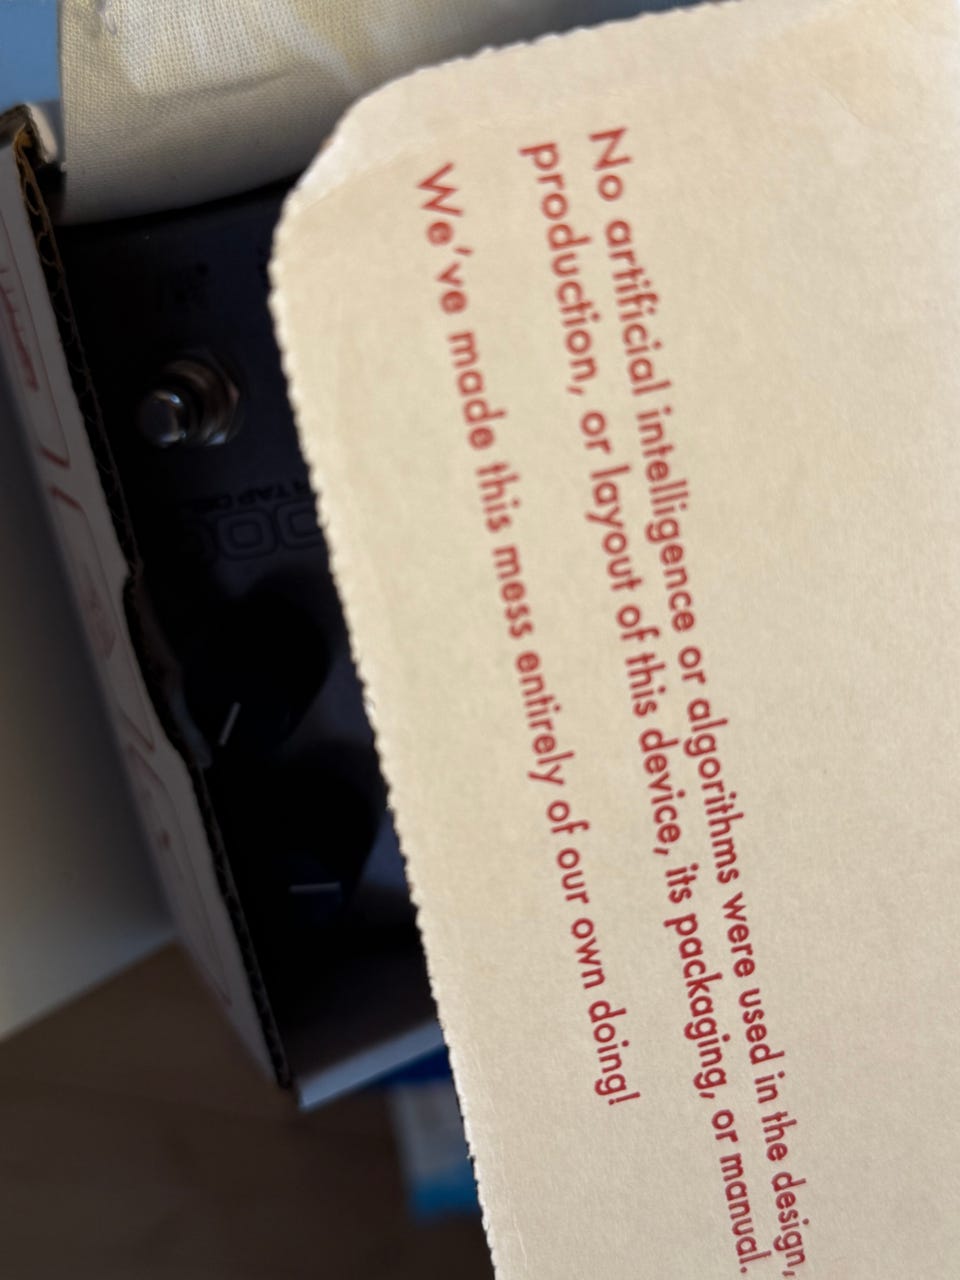 No artificial intelligence or algorithms were used in the design,
production, or layout of this device, its packaging, or manual.
We've made this mess entirely of our own doing!
TAP